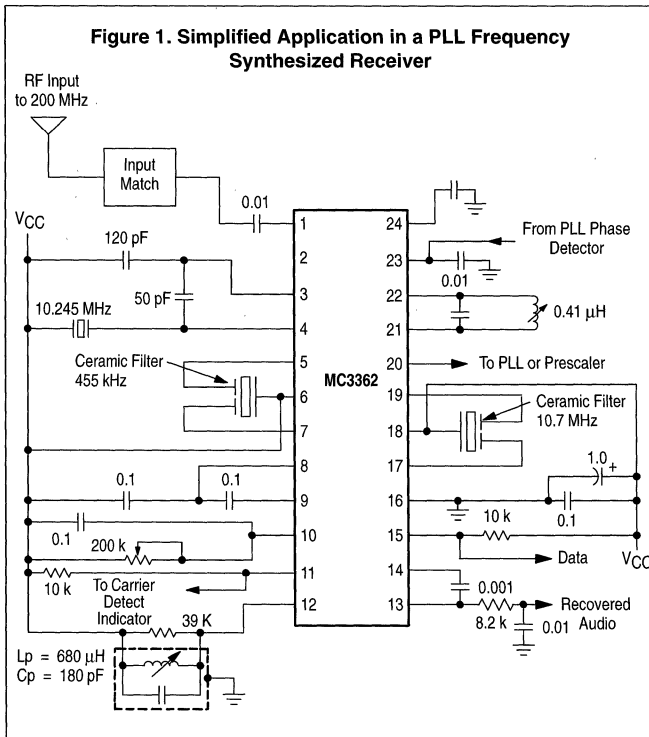 Figure 1. Simplified Application in a PLL Frequency
Synthesized Receiver
RF Input
to 200 MHz
Input
Match
0.01
VCC
120 pF
50 pF
10.245 MHz
Ceramic Filter
455 kHz
0.1
0.1
0.1
200 k
10 k
To Carrier
Detect
Indicator
39 K
Lp = 680 µH
Cp = 180 pF
1
2
3
4
5
6
7
8
9
10
11
12
MC3362
24
23
22
21
20
19
18
17
16
15
14
13
From PLL Phase
Detector
0.01
0.41 µH
To PLL or Prescaler
Ceramic Filter
10.7 MHz
1.0
+
0.1
10 k
VCC
Data
0.001
8.2 k
Recovered
Audio
0.01